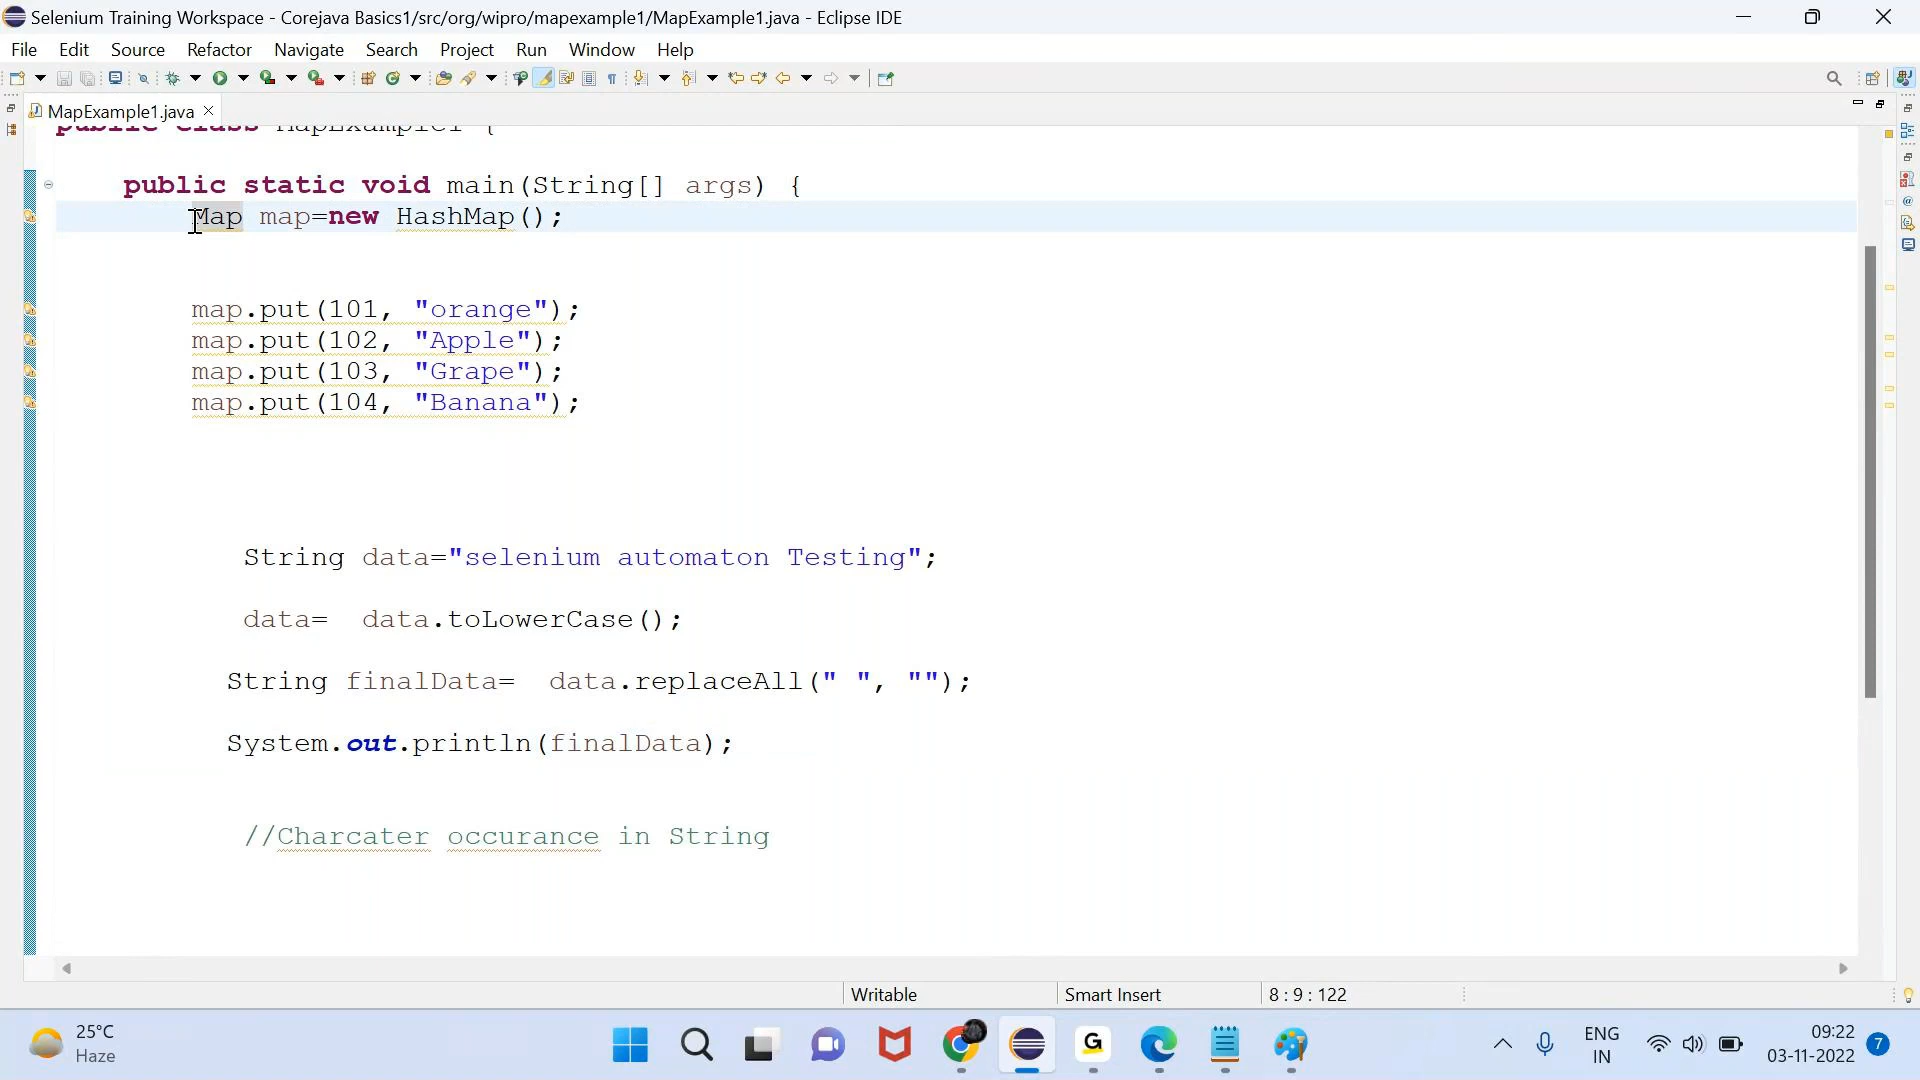 Selenium Training Workspace - Corejava Basics1/src/org/wipro/mapexample1/MapExample1.java - Eclipse IDE
File Edit Source Refactor Navigate Search Project Run Window Help
MapExample1.java
public class MapExample1 {
public static void main(String[] args) {
Map map=new HashMap();
map.put(101, "orange");
map.put(102, "Apple");
map.put(103, "Grape");
map.put(104, "Banana");
String data="selenium automaton Testing";
data= data.toLowerCase();
String finalData= data.replaceAll(" ", "");
System.out.println(finalData);
//Charcater occurance in String
Writable Smart Insert 8 : 9 : 122
25°C
Haze
G
ENG
IN
09:22
03-11-2022
7